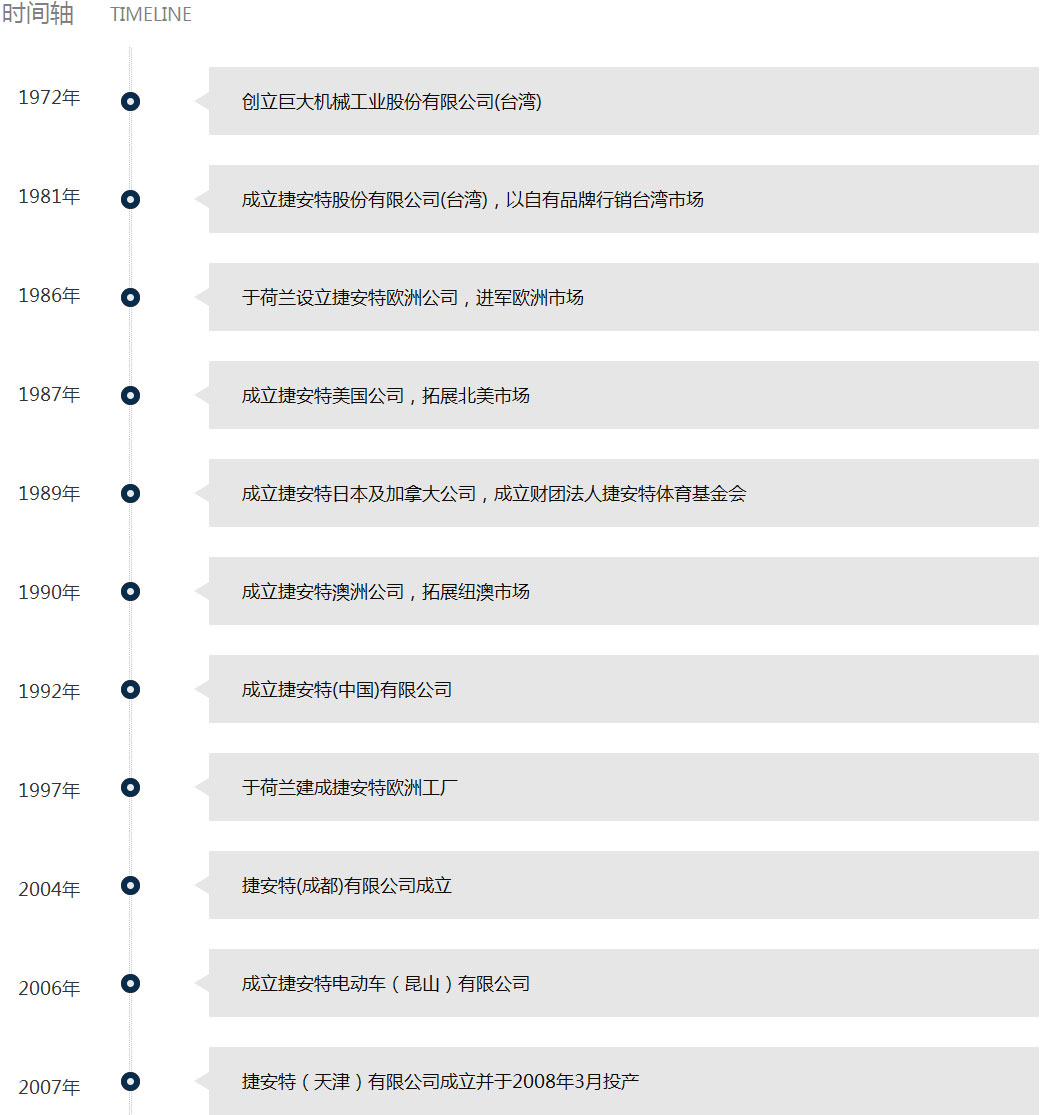 时间轴 TIMELINE
1972年 创立巨大机械工业股份有限公司(台湾)
1981年 成立捷安特股份有限公司(台湾)，以自有品牌行销台湾市场
1986年 于荷兰设立捷安特欧洲公司，进军欧洲市场
1987年 成立捷安特美国公司，拓展北美市场
1989年 成立捷安特日本及加拿大公司，成立财团法人捷安特体育基金会
1990年 成立捷安特澳洲公司，拓展纽澳市场
1992年 成立捷安特(中国)有限公司
1997年 于荷兰建成捷安特欧洲工厂
2004年 捷安特(成都)有限公司成立
2006年 成立捷安特电动车（昆山）有限公司
2007年 捷安特（天津）有限公司成立并于2008年3月投产